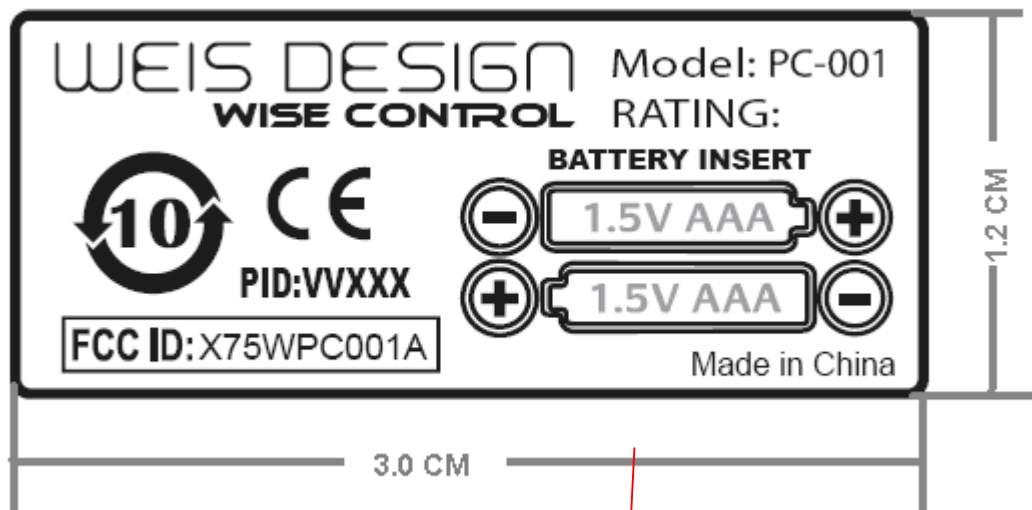 WEIS DESIGN
WISE CONTROL
Model: PC-001
RATING:
BATTERY INSERT
10
CE
PID:VVXXX
FCC ID: X75WPC001A
- 1.5V AAA +
+ 1.5V AAA -
Made in China
1.2 CM
3.0 CM